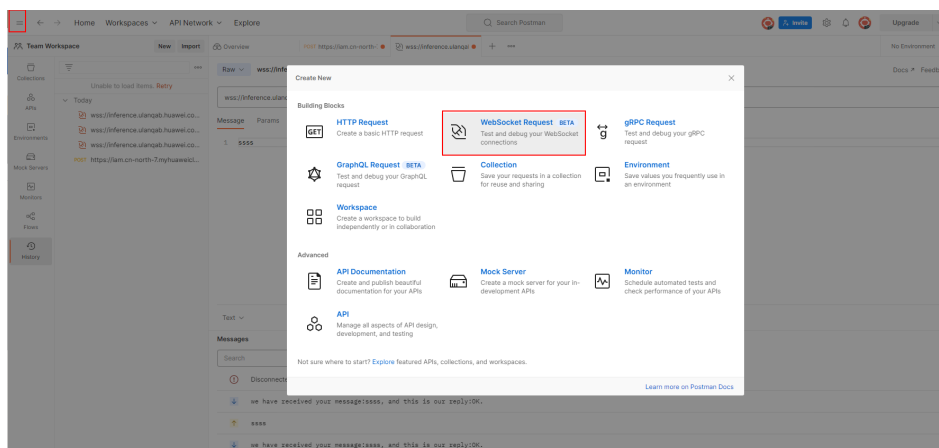 Home Workspaces API Network Explore
Search Postman
Invite
Upgrade
Team Workspace
New Import
Overview
https://iam.cn-north-
wss://inference.ulanqal
No Environment
Collections
APIs
Environments
Mock Servers
Monitors
Flows
History
Unable to load items. Retry
Today
wss://inference.ulanqab.huawei.co...
wss://inference.ulanqab.huawei.co...
wss://inference.ulanqab.huawei.co...
https://iam.cn-north-7.myhuaweicl...
Raw
wss://infe
Docs
wss://inference.ulanq
Message Params
1 ssss
Create New
Building Blocks
GET
HTTP Request
Create a basic HTTP request
WebSocket Request BETA
Test and debug your WebSocket
connections
g
gRPC Request
Test and debug your gRPC
request
GraphQL Request BETA
Test and debug your GraphQL
request
Collection
Save your requests in a collection
for reuse and sharing
Environment
Save values you frequently use in
an environment
Workspace
Create a workspace to build
independently or in collaboration
Advanced
API Documentation
Create and publish beautiful
documentation for your APIs
Mock Server
Create a mock server for your in-
development APIs
Monitor
Schedule automated tests and
check performance of your APIs
API
Manage all aspects of API design,
development, and testing
Not sure where to start? Explore featured APIs, collections, and workspaces.
Learn more on Postman Docs
Text
Messages
Search
Disconnecte
we have received your message:ssss, and this is our reply:OK.
ssss
we have received your message:ssss, and this is our reply:OK.